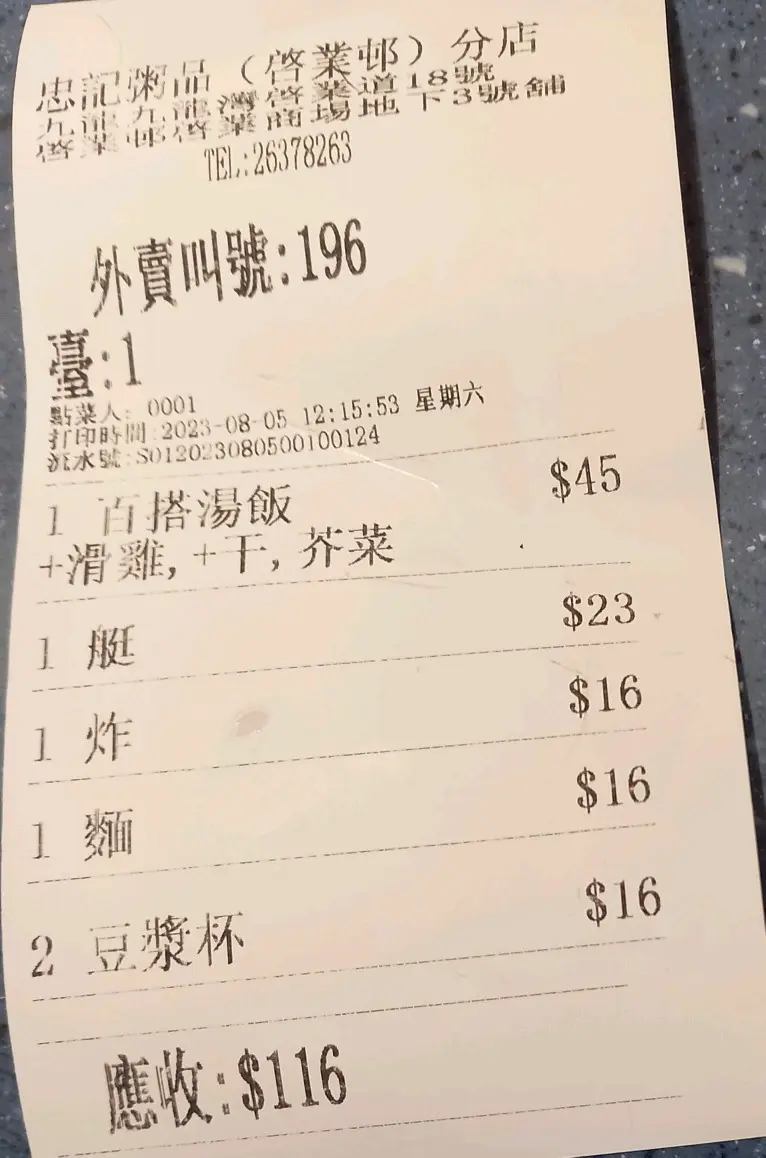 忠記粥品（啓業邨）分店
九龍九龍灣啓業道18號
啓業邨啓業商場地下3號舖
TEL:26378263
外賣叫號:196
臺:1
點菜人: 0001
打印時間:2023-08-05 12:15:53 星期六
流水號:S012023080500100124
1 百搭湯飯 $45
+滑雞, +干, 芥菜
1 艇 $23
1 炸 $16
1 麵 $16
2 豆漿杯 $16
應收:$116